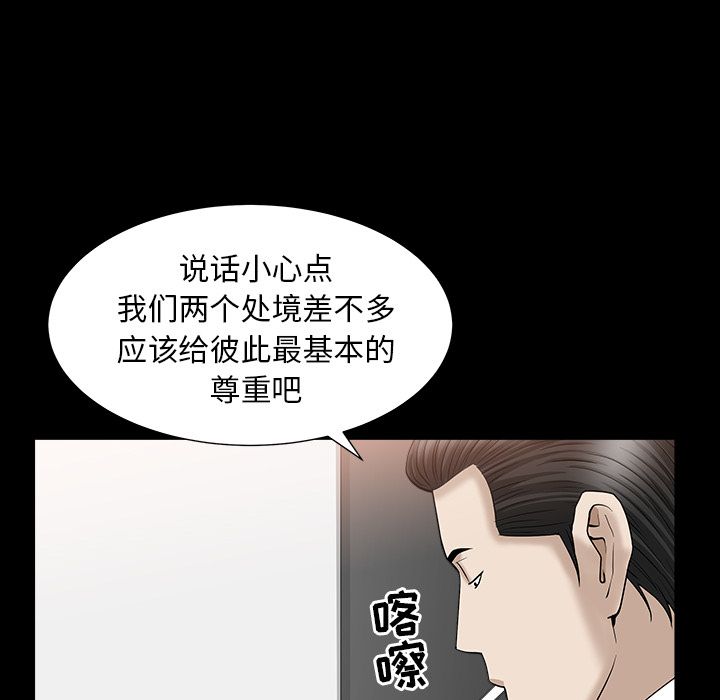 说话小心点
我们两个处境差不多
应该给彼此最基本的
尊重吧
喀嚓